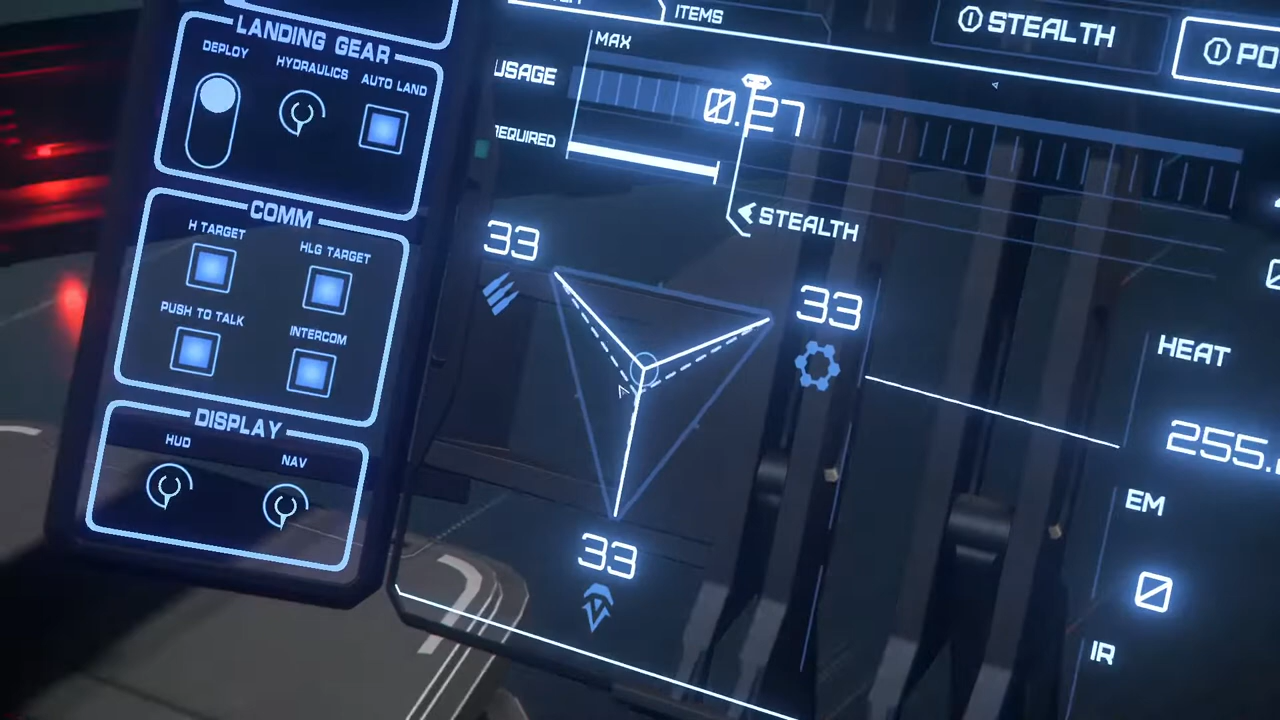 LANDING GEAR
DEPLOY
HYDRAULICS
AUTO LAND
COMM
H TARGET
HLG TARGET
PUSH TO TALK
INTERCOM
DISPLAY
HUD
NAV
ITEMS
STEALTH
PO
MAX
USAGE
0.27
REQUIRED
STEALTH
33
33
33
HEAT
255.
EM
0
IR